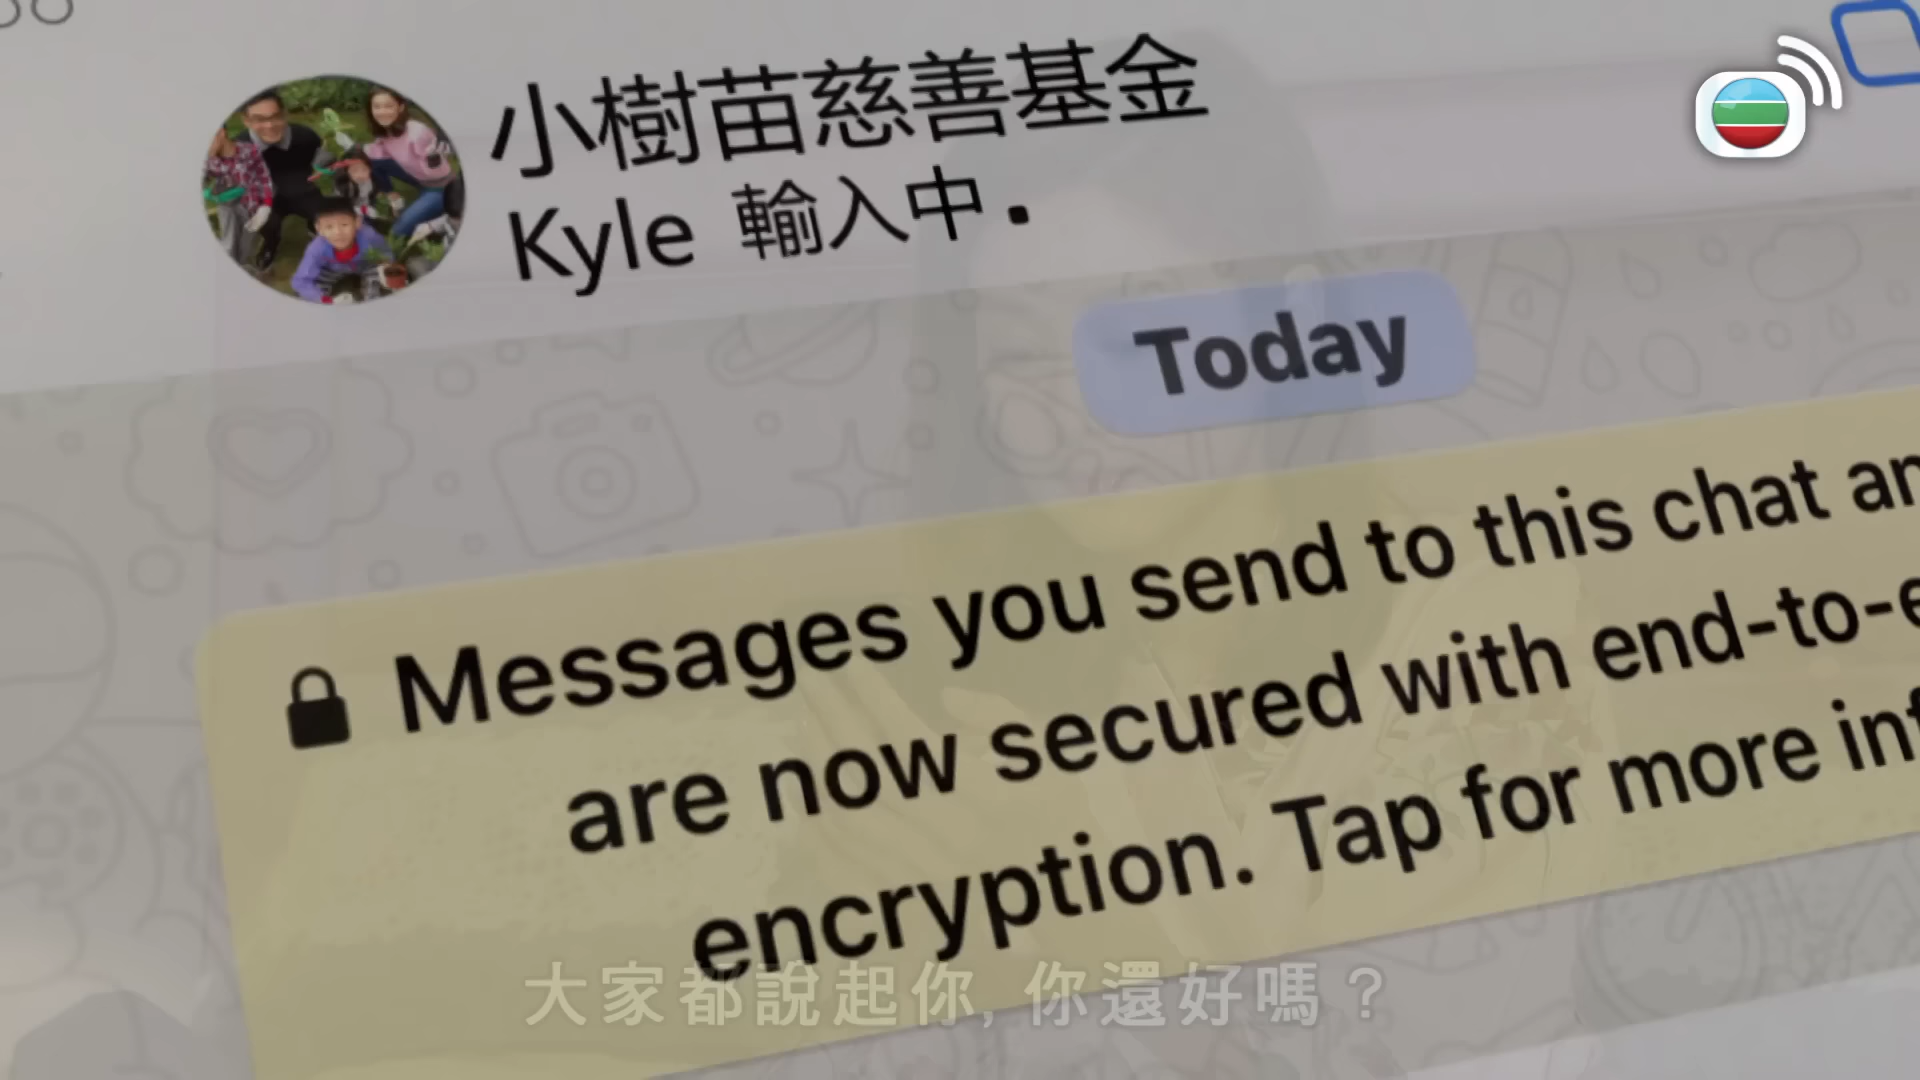 小樹苗慈善基金
Kyle 輸入中.
Today
Messages you send to this chat
are now secured with end-to-
encryption. Tap for more
大家都說起你, 你還好嗎？